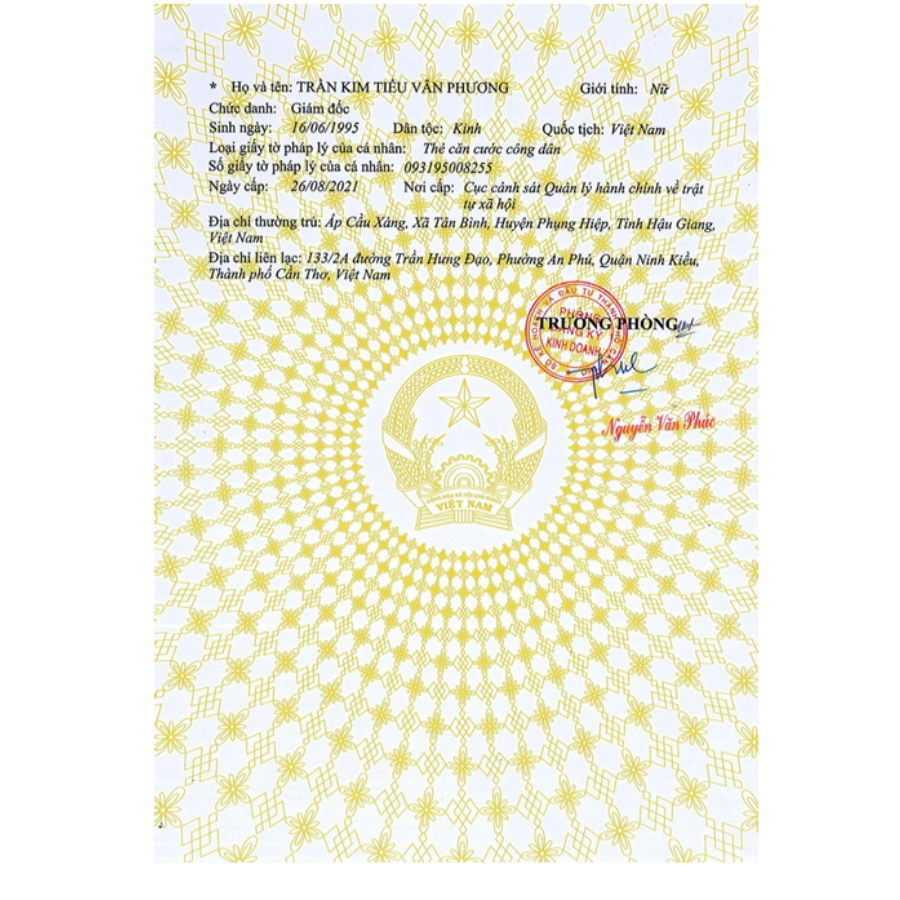 * Họ và tên: TRẦN KIM TIỂU VÂN PHƯƠNG Giới tính: Nữ
Chức danh: Giám đốc
Sinh ngày: 16/06/1995 Dân tộc: Kinh Quốc tịch: Việt Nam
Loại giấy tờ pháp lý của cá nhân: Thẻ căn cước công dân
Số giấy tờ pháp lý của cá nhân: 093195008255
Ngày cấp: 26/08/2021 Nơi cấp: Cục cảnh sát Quản lý hành chính về trật
tự xã hội
Địa chỉ thường trú: Ấp Cầu Xáng, Xã Tân Bình, Huyện Phụng Hiệp, Tỉnh Hậu Giang,
Việt Nam
Địa chỉ liên lạc: 133/2A đường Trần Hưng Đạo, Phường An Phú, Quận Ninh Kiều,
Thành phố Cần Thơ, Việt Nam
SỞ KẾ HOẠCH VÀ ĐẦU TƯ THÀNH PHỐ CẦN THƠ
PHÒNG
ĐĂNG KÝ
KINH DOANH
TRƯỞNG PHÒNG
Nguyễn Văn Phúc
VIỆT NAM